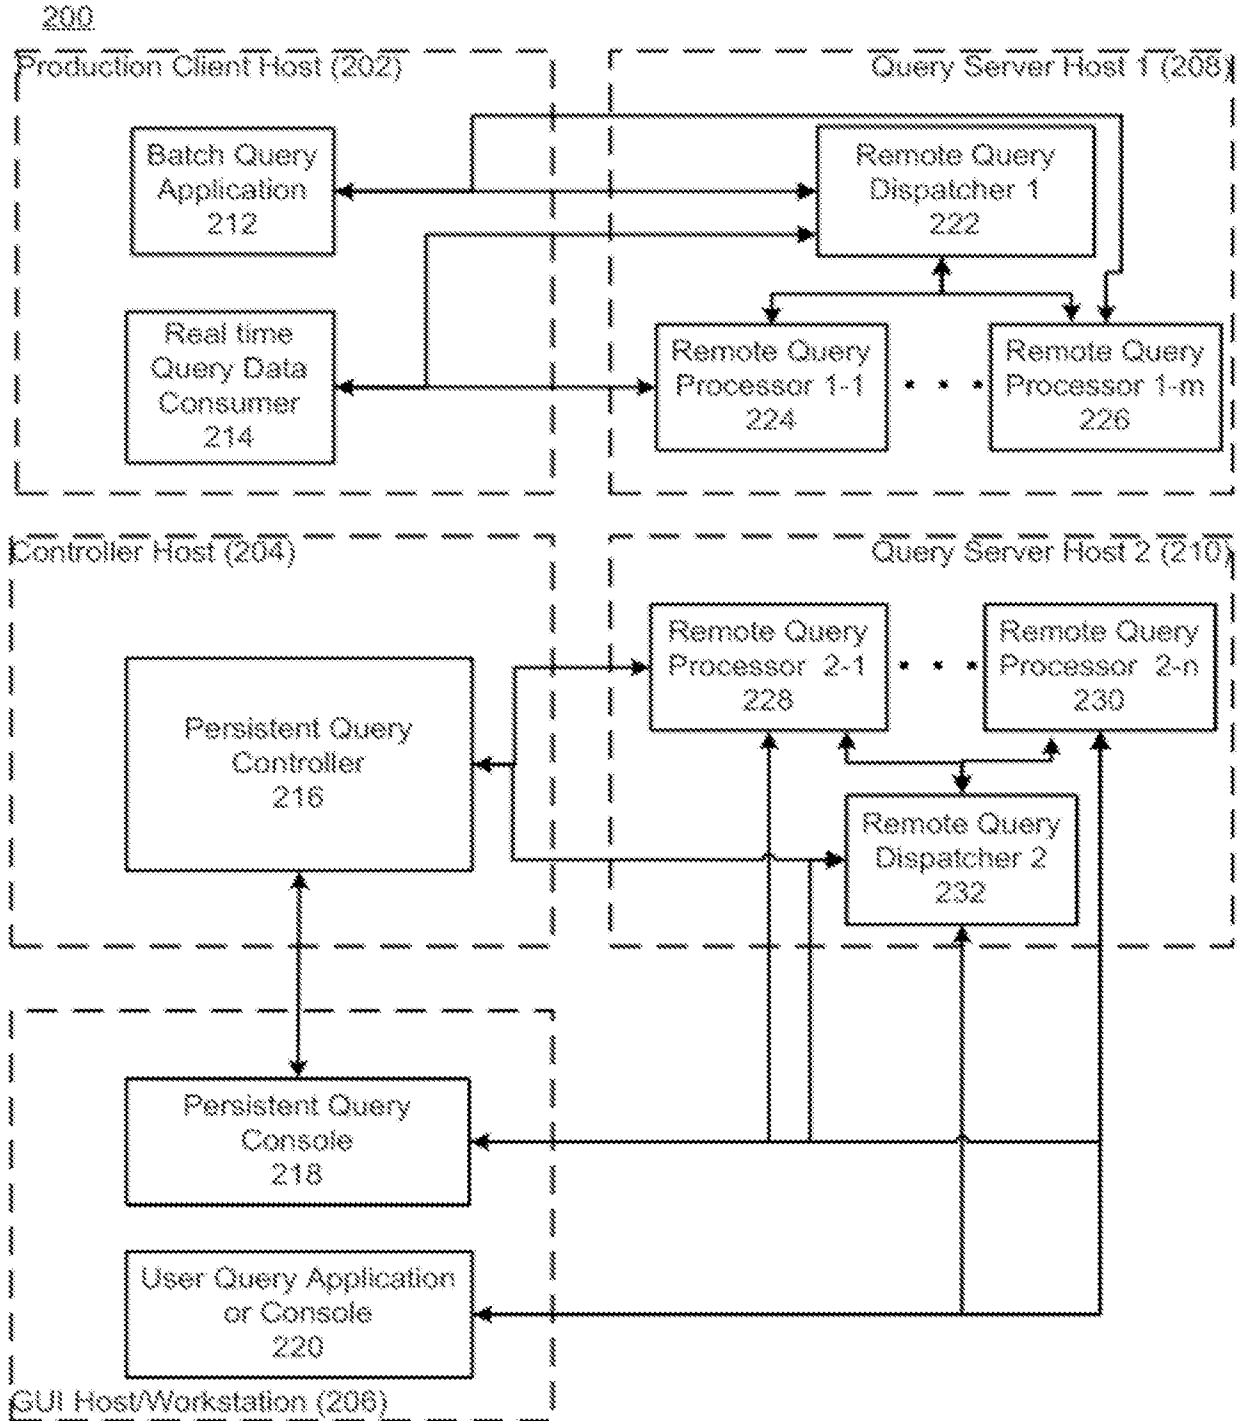 200
Production Client Host (202)
Batch Query
Application
212
Real time
Query Data
Consumer
214
Query Server Host 1 (208)
Remote Query
Dispatcher 1
222
Remote Query
Processor 1-1
224
Remote Query
Processor 1-m
226
Controller Host (204)
Persistent Query
Controller
216
Query Server Host 2 (210)
Remote Query
Processor 2-1
228
Remote Query
Processor 2-n
230
Remote Query
Dispatcher 2
232
Persistent Query
Console
218
User Query Application
or Console
220
GUI Host/Workstation (206)